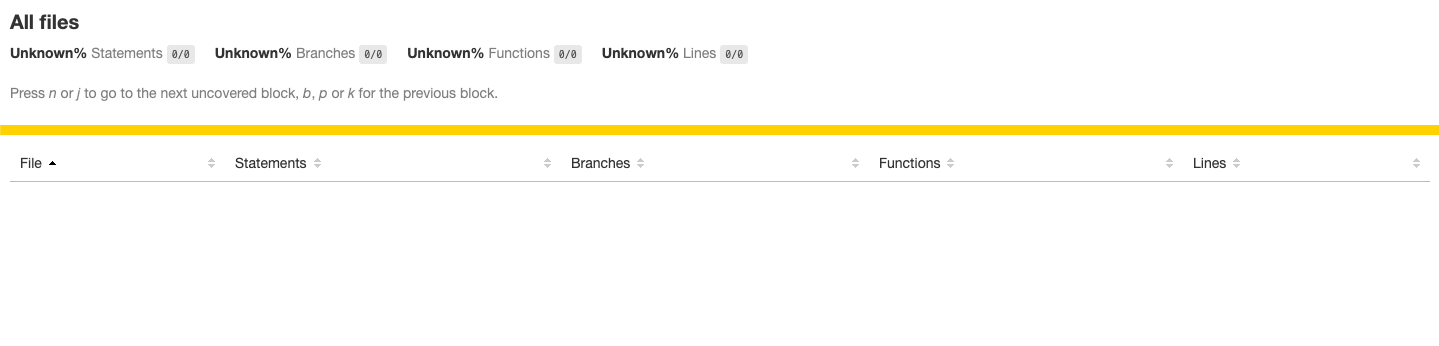 All files
Unknown% Statements 0/0 Unknown% Branches 0/0 Unknown% Functions 0/0 Unknown% Lines 0/0
Press n or j to go to the next uncovered block, b, p or k for the previous block.
File Statements Branches Functions Lines